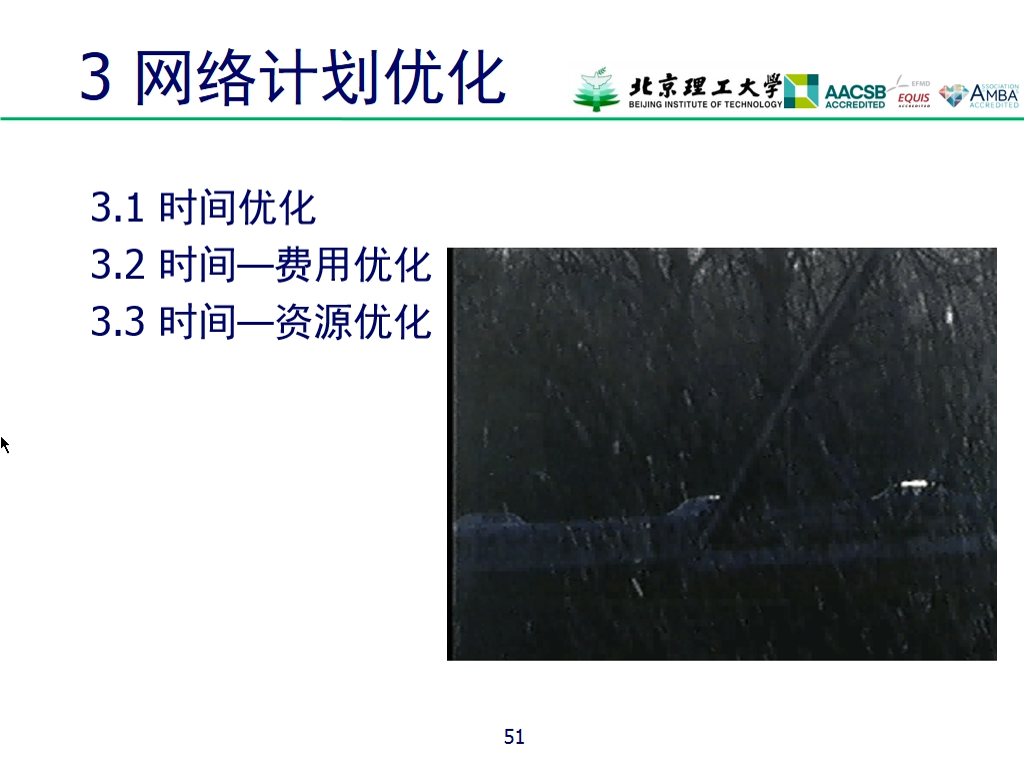 3 网络计划优化
北京理工大学
BEIJING INSTITUTE OF TECHNOLOGY
AACSB
ACCREDITED
EFMD
EQUIS
ACCREDITED
ASSOCIATION
AMBA
ACCREDITED
3.1 时间优化
3.2 时间—费用优化
3.3 时间—资源优化
51